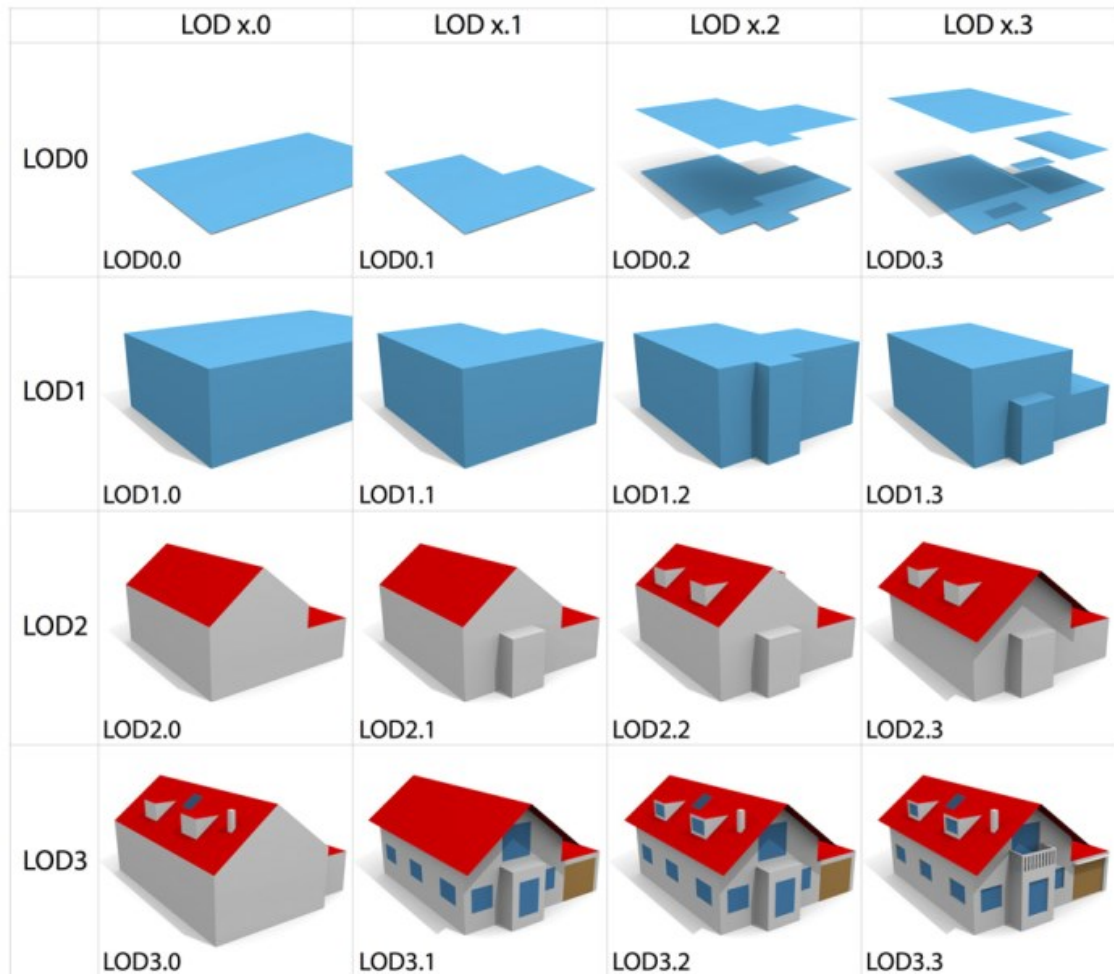 LOD x.0 LOD x.1 LOD x.2 LOD x.3
LOD0
LOD0.0 LOD0.1 LOD0.2 LOD0.3
LOD1
LOD1.0 LOD1.1 LOD1.2 LOD1.3
LOD2
LOD2.0 LOD2.1 LOD2.2 LOD2.3
LOD3
LOD3.0 LOD3.1 LOD3.2 LOD3.3